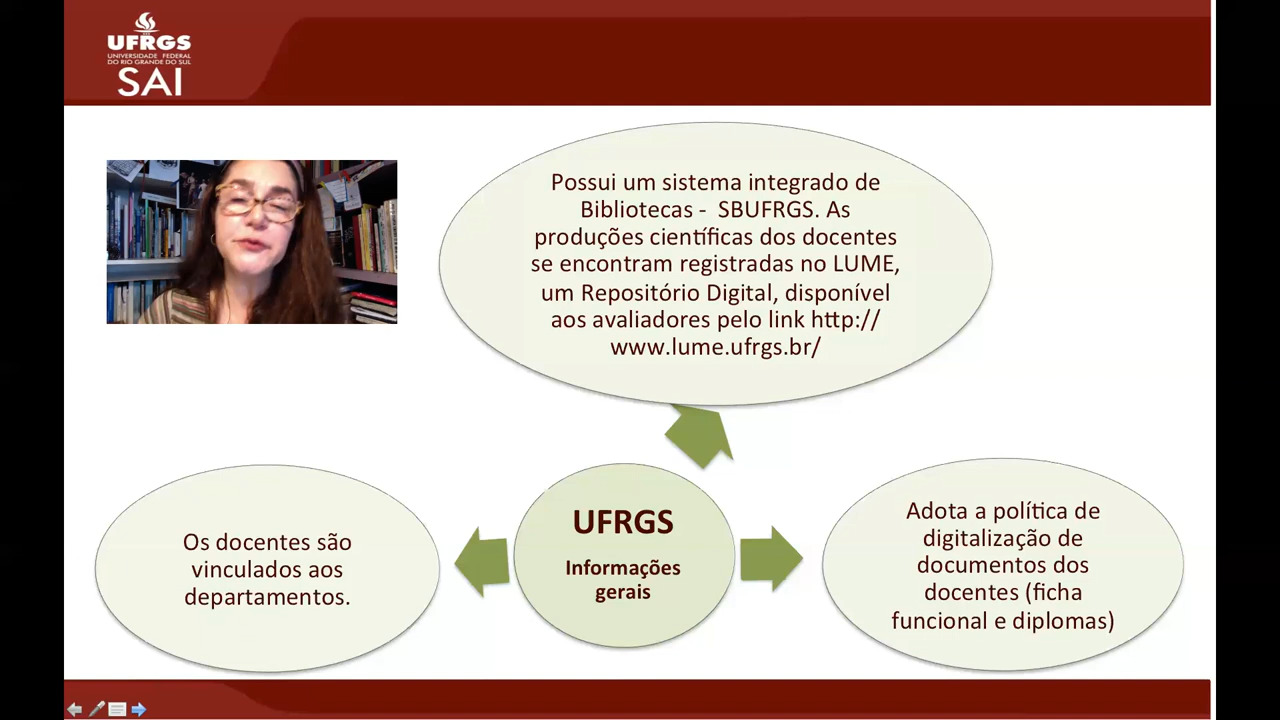 UFRGS
UNIVERSIDADE FEDERAL
DO RIO GRANDE DO SUL
SAI
Possui um sistema integrado de
Bibliotecas - SBUFRGS. As
produções científicas dos docentes
se encontram registradas no LUME,
um Repositório Digital, disponível
aos avaliadores pelo link http://
www.lume.ufrgs.br/
Os docentes são
vinculados aos
departamentos.
UFRGS
Informações
gerais
Adota a política de
digitalização de
documentos dos
docentes (ficha
funcional e diplomas)